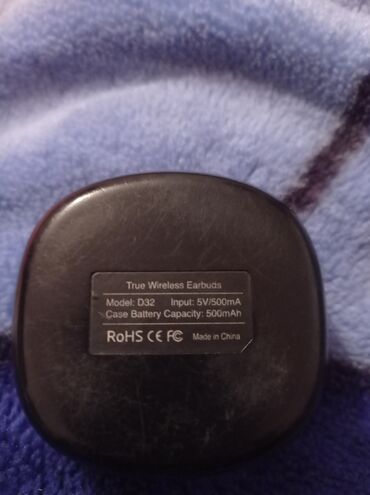 True Wireless Earbuds
Model: D32 Input: 5V/500mA
Case Battery Capacity: 500mAh
RoHS CE FC Made in China